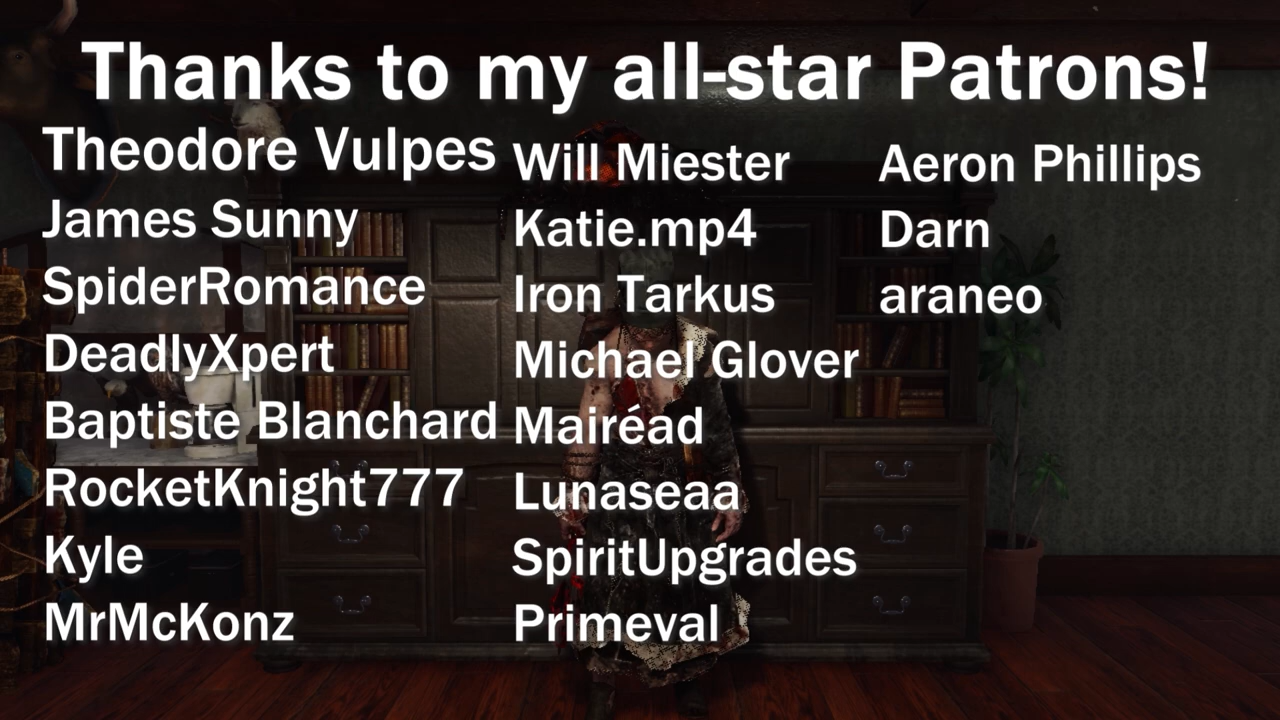 Thanks to my all-star Patrons!
Theodore Vulpes
James Sunny
SpiderRomance
DeadlyXpert
Baptiste Blanchard
RocketKnight777
Kyle
MrMcKonz
Will Miester
Katie.mp4
Iron Tarkus
Michael Glover
Mairéad
Lunaseaa
SpiritUpgrades
Primeval
Aeron Phillips
Darn
araneo